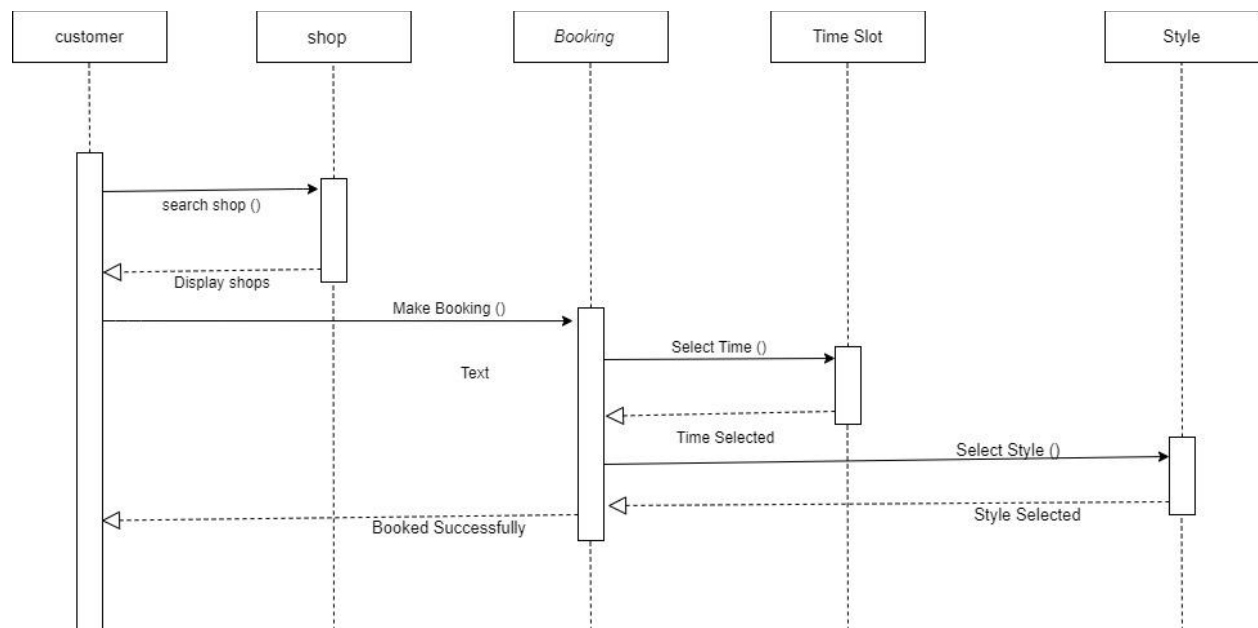 customer
shop
Booking
Time Slot
Style
search shop ()
Display shops
Make Booking ()
Select Time ()
Text
Time Selected
Select Style ()
Style Selected
Booked Successfully